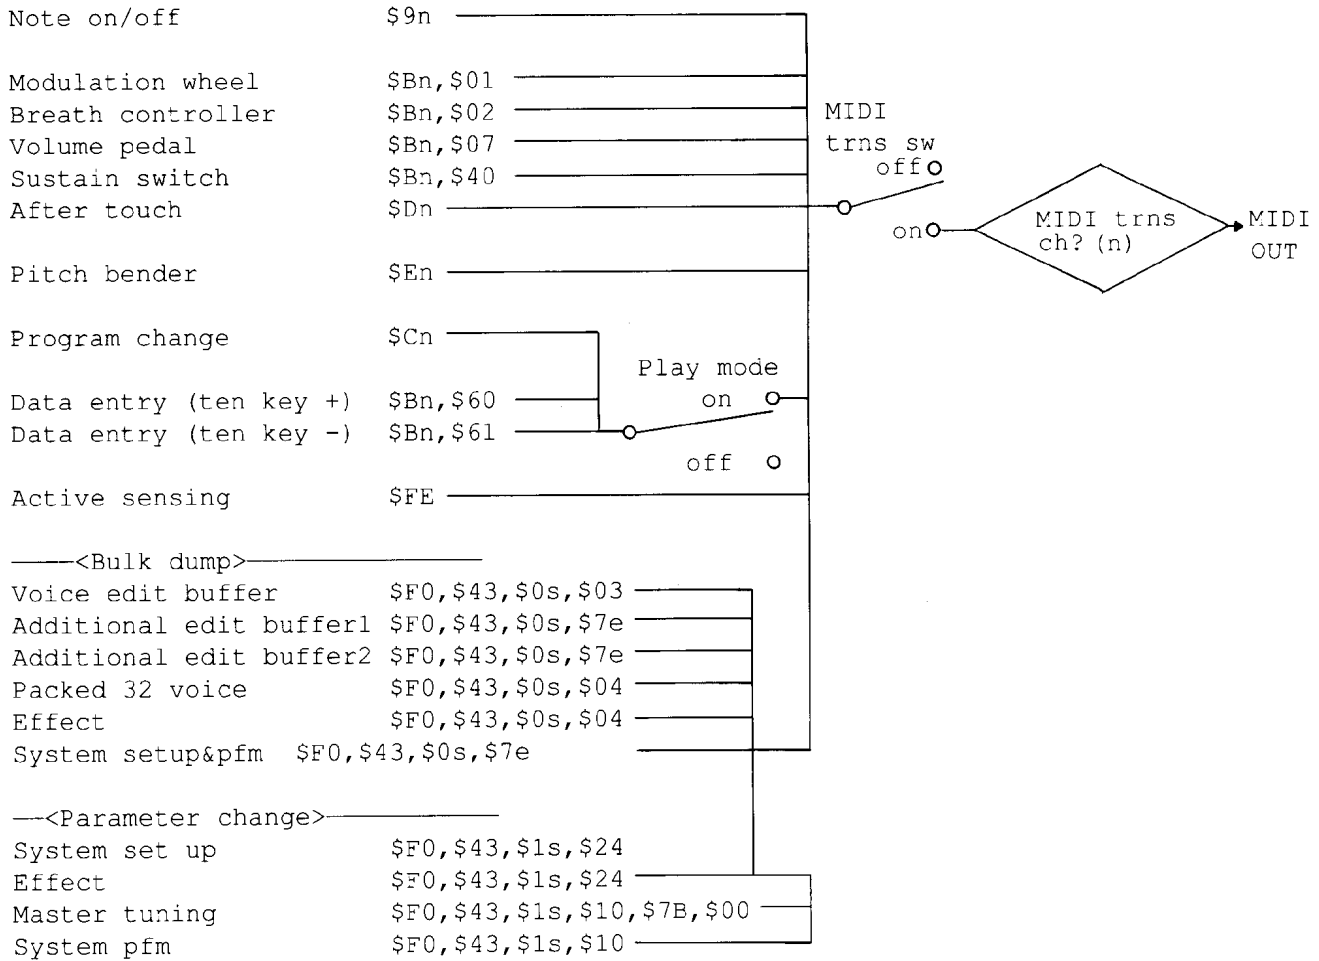 Note on/off $9n
Modulation wheel $Bn,$01
Breath controller $Bn,$02
Volume pedal $Bn,$07
Sustain switch $Bn,$40
After touch $Dn
Pitch bender $En
Program change $Cn
Data entry (ten key +) $Bn,$60
Data entry (ten key -) $Bn,$61
Active sensing $FE
MIDI
trns sw
off
on
MIDI trns
ch? (n)
MIDI
OUT
Play mode
on
off
<Bulk dump>
Voice edit buffer $F0,$43,$0s,$03
Additional edit buffer1 $F0,$43,$0s,$7e
Additional edit buffer2 $F0,$43,$0s,$7e
Packed 32 voice $F0,$43,$0s,$04
Effect $F0,$43,$0s,$04
System setup&pfm $F0,$43,$0s,$7e
<Parameter change>
System set up $F0,$43,$1s,$24
Effect $F0,$43,$1s,$24
Master tuning $F0,$43,$1s,$10,$7B,$00
System pfm $F0,$43,$1s,$10